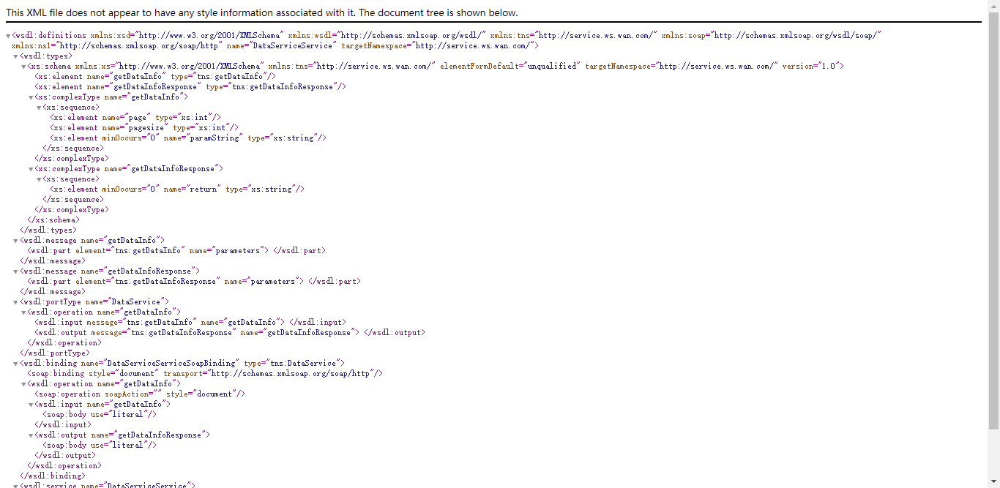 This XML file does not appear to have any style information associated with it. The document tree is shown below.
▼<wsdl:definitions xmlns:xsd="http://www.w3.org/2001/XMLSchema" xmlns:wsdl="http://schemas.xmlsoap.org/wsdl/" xmlns:tns="http://service.ws.wan.com/" xmlns:soap="http://schemas.xmlsoap.org/wsdl/soap/"
xmlns:ns1="http://schemas.xmlsoap.org/soap/http" name="DataServiceService" targetNamespace="http://service.ws.wan.com/">
▼<wsdl:types>
▼<xs:schema xmlns:xs="http://www.w3.org/2001/XMLSchema" xmlns:tns="http://service.ws.wan.com/" elementFormDefault="unqualified" targetNamespace="http://service.ws.wan.com/" version="1.0">
<xs:element name="getDataInfo" type="tns:getDataInfo"/>
<xs:element name="getDataInfoResponse" type="tns:getDataInfoResponse"/>
▼<xs:complexType name="getDataInfo">
▼<xs:sequence>
<xs:element name="page" type="xs:int"/>
<xs:element name="pagesize" type="xs:int"/>
<xs:element minOccurs="0" name="paramString" type="xs:string"/>
</xs:sequence>
</xs:complexType>
▼<xs:complexType name="getDataInfoResponse">
▼<xs:sequence>
<xs:element minOccurs="0" name="return" type="xs:string"/>
</xs:sequence>
</xs:complexType>
</xs:schema>
</wsdl:types>
▼<wsdl:message name="getDataInfo">
<wsdl:part element="tns:getDataInfo" name="parameters"> </wsdl:part>
</wsdl:message>
▼<wsdl:message name="getDataInfoResponse">
<wsdl:part element="tns:getDataInfoResponse" name="parameters"> </wsdl:part>
</wsdl:message>
▼<wsdl:portType name="DataService">
▼<wsdl:operation name="getDataInfo">
<wsdl:input message="tns:getDataInfo" name="getDataInfo"> </wsdl:input>
<wsdl:output message="tns:getDataInfoResponse" name="getDataInfoResponse"> </wsdl:output>
</wsdl:operation>
</wsdl:portType>
▼<wsdl:binding name="DataServiceServiceSoapBinding" type="tns:DataService">
<soap:binding style="document" transport="http://schemas.xmlsoap.org/soap/http"/>
▼<wsdl:operation name="getDataInfo">
<soap:operation soapAction="" style="document"/>
▼<wsdl:input name="getDataInfo">
<soap:body use="literal"/>
</wsdl:input>
▼<wsdl:output name="getDataInfoResponse">
<soap:body use="literal"/>
</wsdl:output>
</wsdl:operation>
</wsdl:binding>
▼<wsdl:service name="DataServiceService">